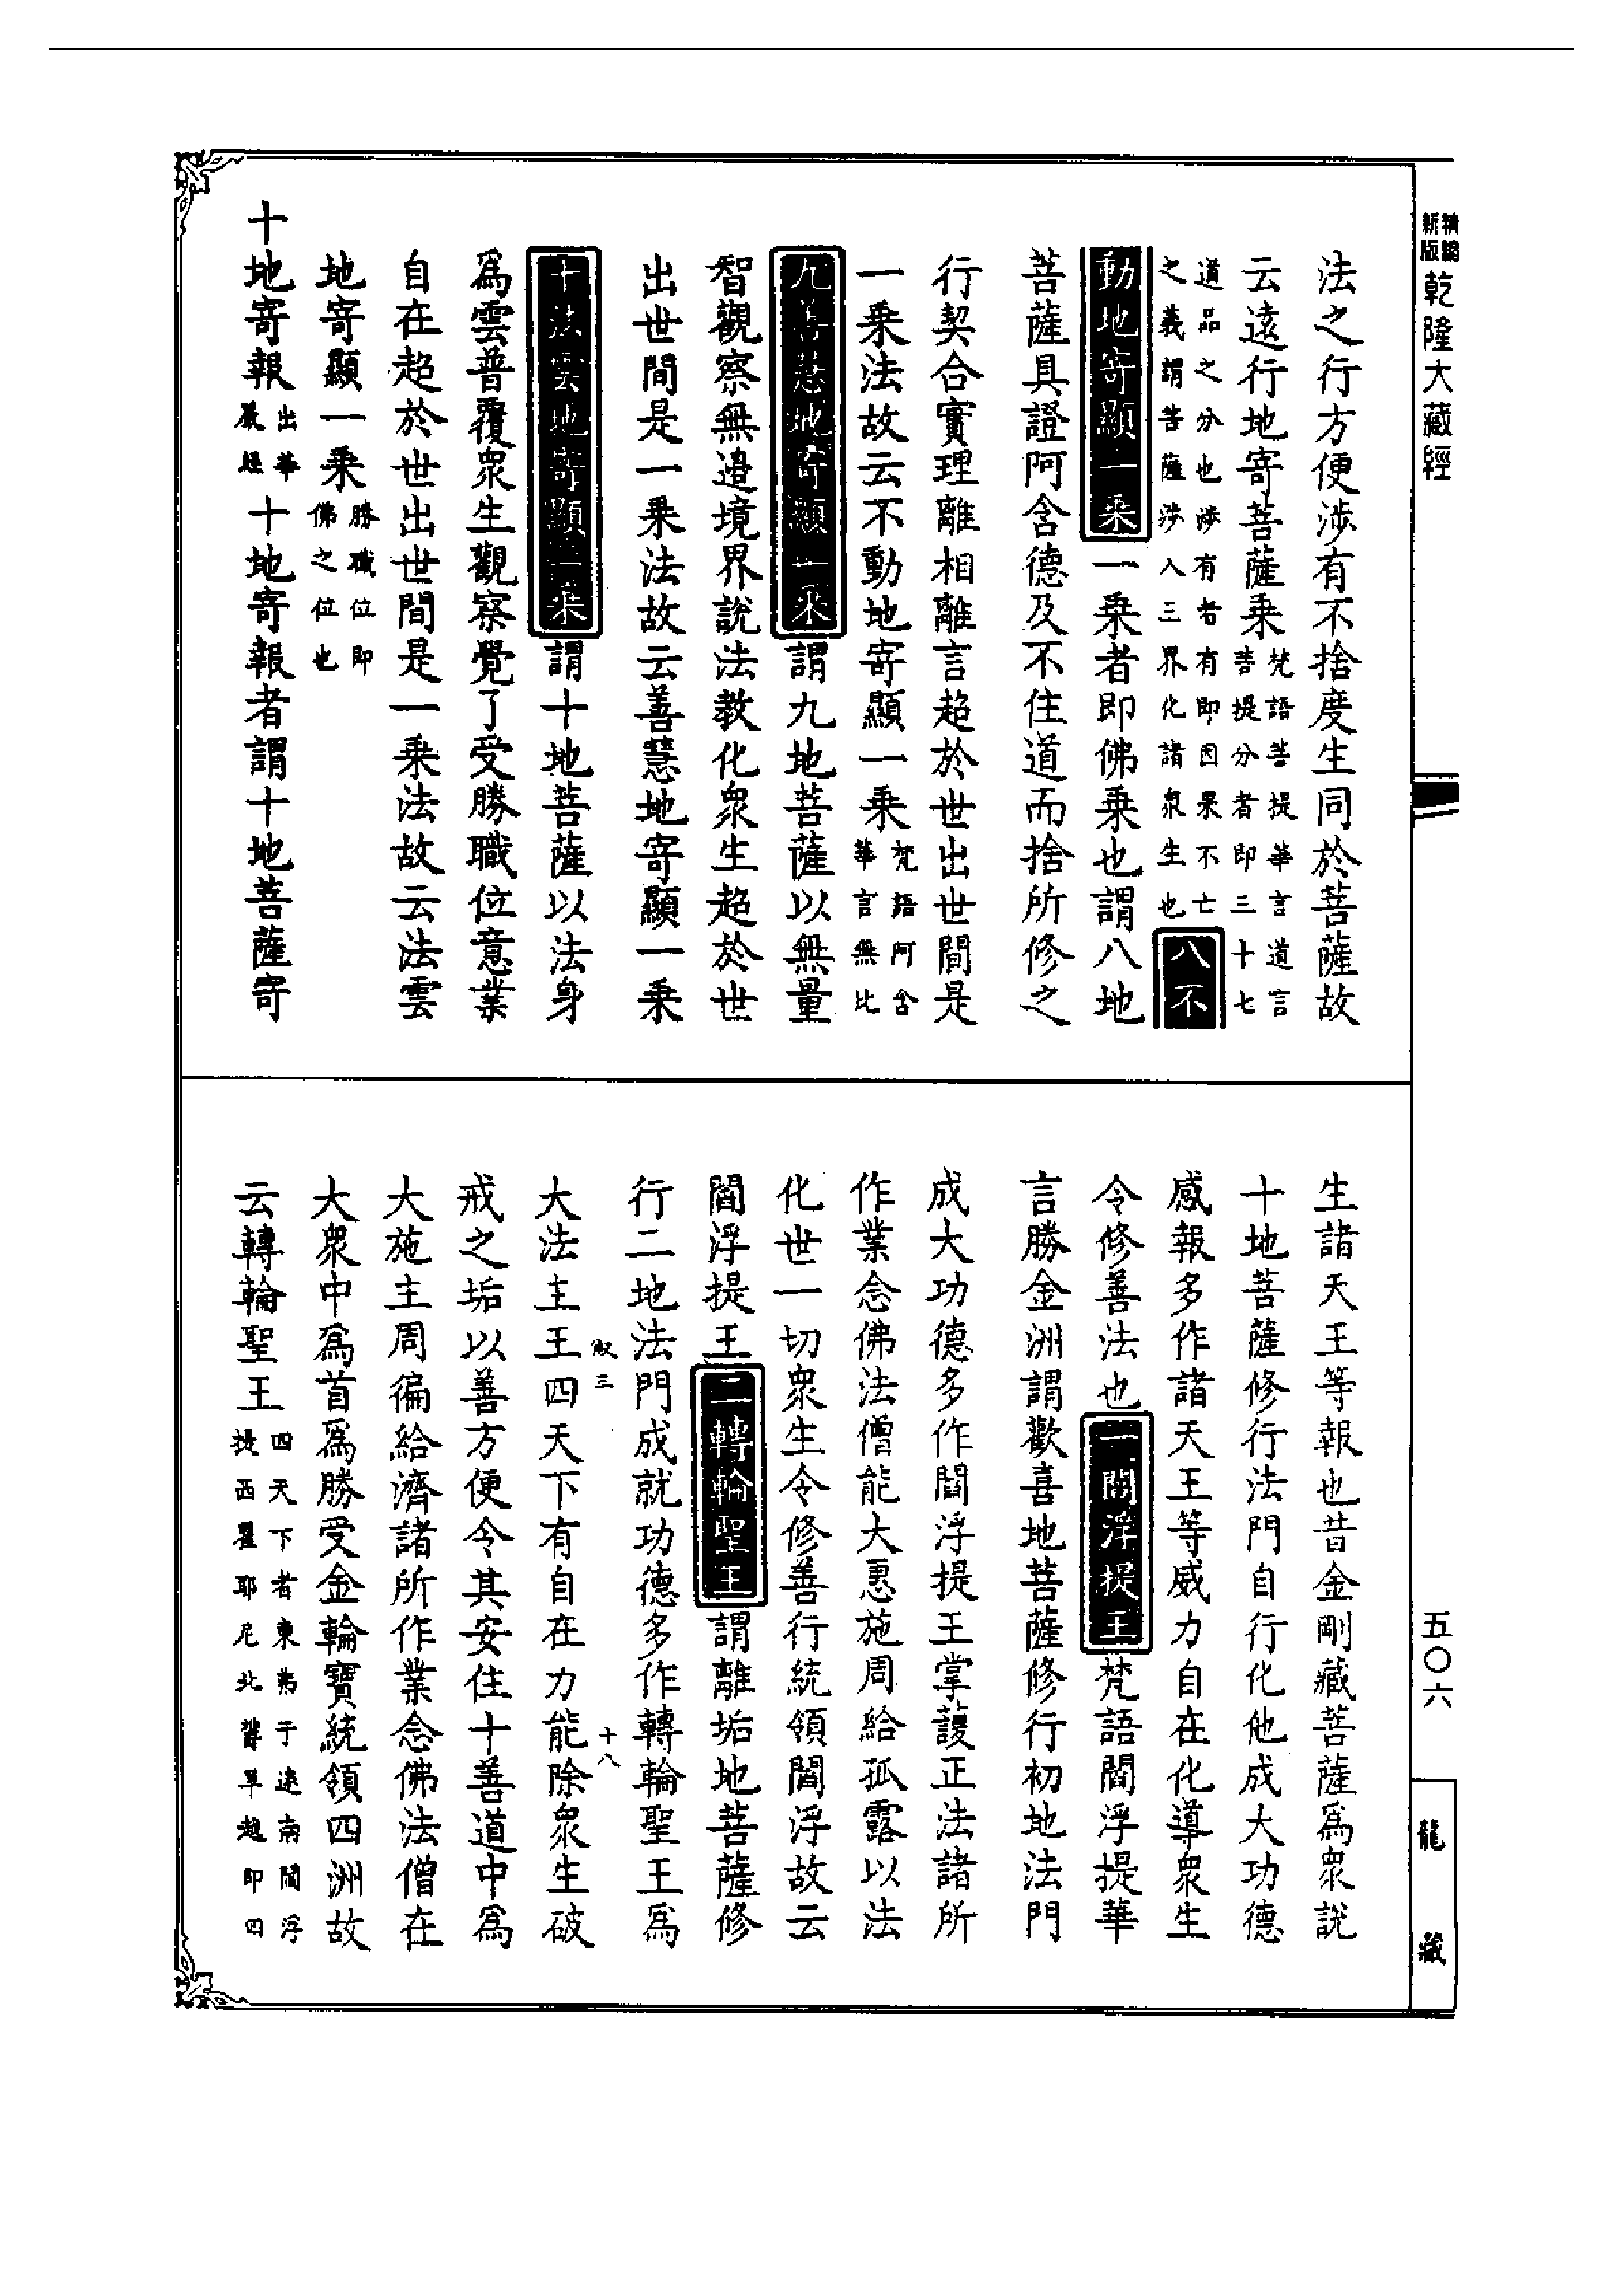 精編
新版
乾隆大藏經
法之行方便涉有不捨度生同於菩薩故
云遠行地寄菩薩乘梵語菩提華言道言菩提分者即三十七
道品之分也涉有者有即因果不亡之義謂菩薩涉入三界化諸衆生也八不
動地寄顯一乘一乘者即佛乘也謂八地
菩薩具證阿含德及不住道而捨所修之
行契合實理離相離言超於世出世間是
一乘法故云不動地寄顯一乘梵語阿含華言無比
九善慧地寄顯一乘謂九地菩薩以無量
智觀察無邉境界說法教化衆生超於世
出世間是一乘法故云善慧地寄顯一乘
十法雲地寄顯一乘謂十地菩薩以法身
爲雲普覆衆生觀察覺了受勝職位意業
自在超於世出世間是一乘法故云法雲
地寄顯一乘勝職位即佛之位也
十地寄報出華嚴經十地寄報者謂十地菩薩寄
生諸天王等報也昔金剛藏菩薩爲衆說
十地菩薩修行法門自行化他成大功德
感報多作諸天王等威力自在化導衆生
令修善法也一閻浮提王梵語閻浮提華
言勝金洲謂歡喜地菩薩修行初地法門
成大功德多作閻浮提王掌護正法諸所
作業念佛法僧能大惠施周給孤露以法
化世一切衆生令修善行統領閻浮故云
閻浮提王二轉輪聖王謂離垢地菩薩修
行二地法門成就功德多作轉輪聖王爲
三 十八
大法主王四天下有自在力能除衆生破
戒之垢以善方便令其安住十善道中爲
大施主周徧給濟諸所作業念佛法僧在
大衆中爲首爲勝受金輪寶統領四洲故
云轉輪聖王四天下者東弗于逮南閻浮提西瞿耶尼北鬱單越即四
五〇六
龍藏